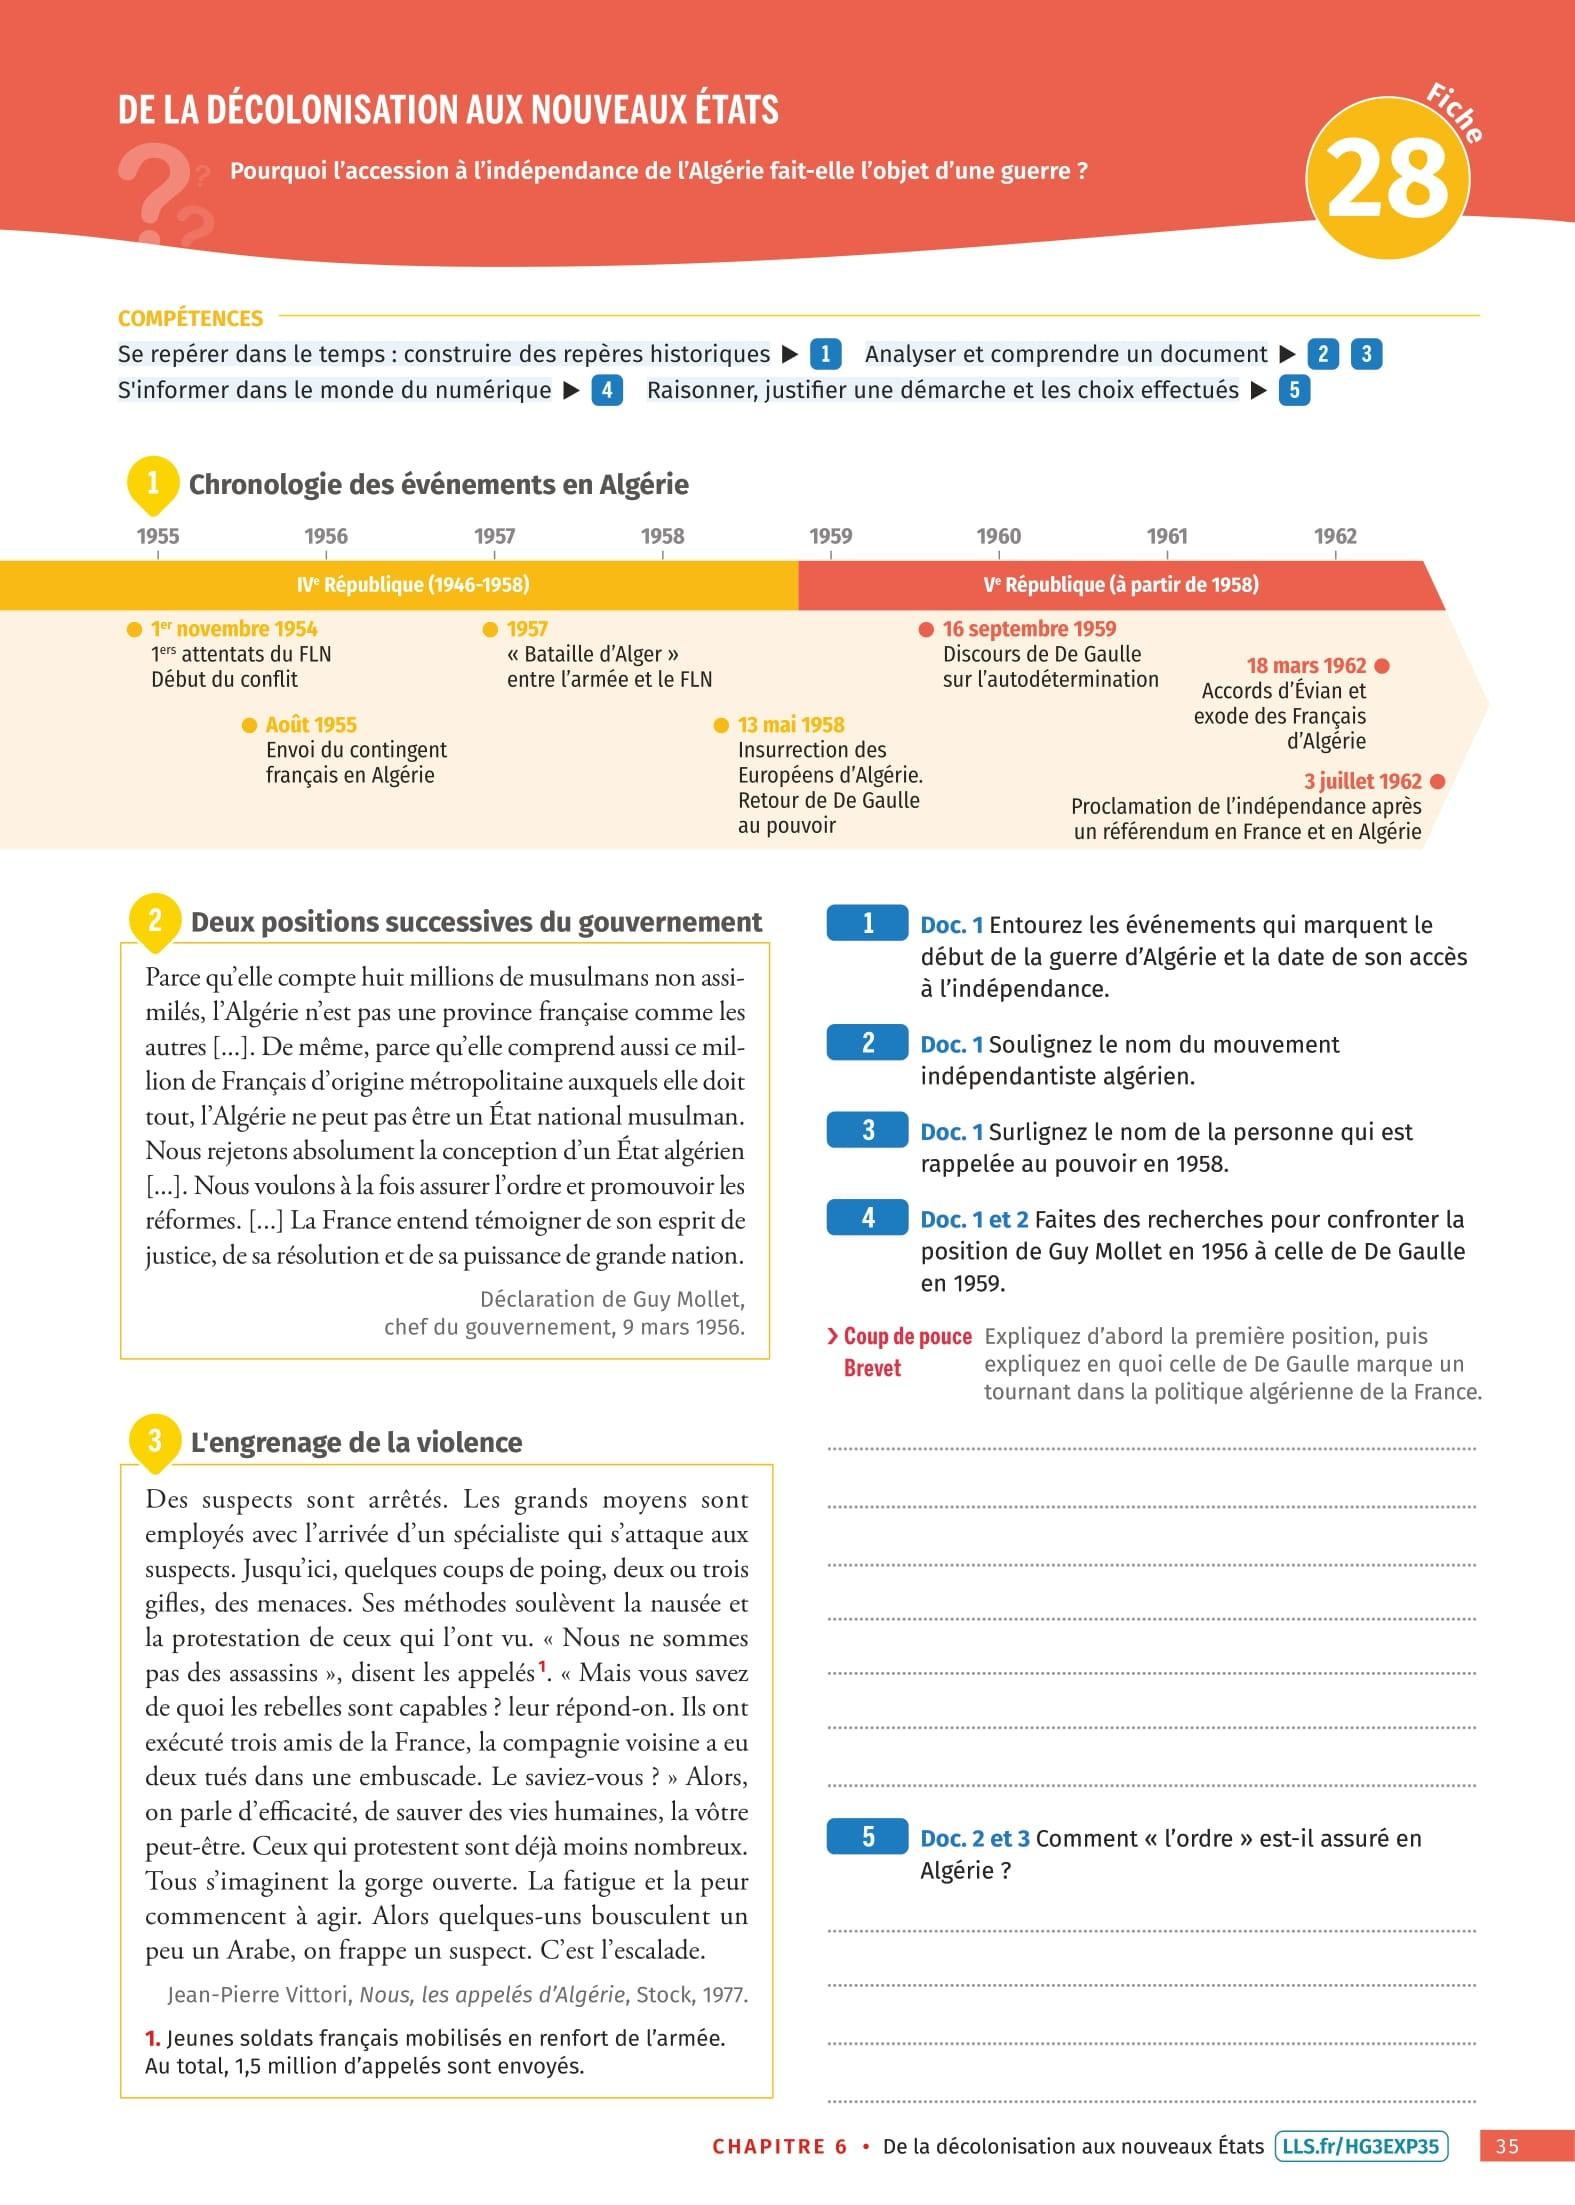 Fiche
28
DE LA DÉCOLONISATION AUX NOUVEAUX ÉTATS
? ? ?
Pourquoi l'accession à l'indépendance de l'Algérie fait-elle l'objet d'une guerre ?
COMPÉTENCES
Se repérer dans le temps : construire des repères historiques ▶ 1 Analyser et comprendre un document ▶ 2 3
S'informer dans le monde du numérique ▶ 4 Raisonner, justifier une démarche et les choix effectués ▶ 5
1 Chronologie des événements en Algérie
1955 1956 1957 1958 1959 1960 1961 1962
IVe République (1946-1958) Ve République (à partir de 1958)
1er novembre 1954
1ers attentats du FLN
Début du conflit
Août 1955
Envoi du contingent
français en Algérie
1957
« Bataille d'Alger »
entre l'armée et le FLN
13 mai 1958
Insurrection des
Européens d'Algérie.
Retour de De Gaulle
au pouvoir
16 septembre 1959
Discours de De Gaulle
sur l'autodétermination
18 mars 1962
Accords d'Évian et
exode des Français
d'Algérie
3 juillet 1962
Proclamation de l'indépendance après
un référendum en France et en Algérie
2 Deux positions successives du gouvernement
Parce qu'elle compte huit millions de musulmans non assi-
milés, l'Algérie n'est pas une province française comme les
autres [...]. De même, parce qu'elle comprend aussi ce mil-
lion de Français d'origine métropolitaine auxquels elle doit
tout, l'Algérie ne peut pas être un État national musulman.
Nous rejetons absolument la conception d'un État algérien
[...]. Nous voulons à la fois assurer l'ordre et promouvoir les
réformes. [...] La France entend témoigner de son esprit de
justice, de sa résolution et de sa puissance de grande nation.
Déclaration de Guy Mollet,
chef du gouvernement, 9 mars 1956.
3 L'engrenage de la violence
Des suspects sont arrêtés. Les grands moyens sont
employés avec l'arrivée d'un spécialiste qui s'attaque aux
suspects. Jusqu'ici, quelques coups de poing, deux ou trois
gifles, des menaces. Ses méthodes soulèvent la nausée et
la protestation de ceux qui l'ont vu. « Nous ne sommes
pas des assassins », disent les appelés1. « Mais vous savez
de quoi les rebelles sont capables ? leur répond-on. Ils ont
exécuté trois amis de la France, la compagnie voisine a eu
deux tués dans une embuscade. Le saviez-vous ? » Alors,
on parle d'efficacité, de sauver des vies humaines, la vôtre
peut-être. Ceux qui protestent sont déjà moins nombreux.
Tous s'imaginent la gorge ouverte. La fatigue et la peur
commencent à agir. Alors quelques-uns bousculent un
peu un Arabe, on frappe un suspect. C'est l'escalade.
Jean-Pierre Vittori, Nous, les appelés d'Algérie, Stock, 1977.
1. Jeunes soldats français mobilisés en renfort de l'armée.
Au total, 1,5 million d'appelés sont envoyés.
1 Doc. 1 Entourez les événements qui marquent le
début de la guerre d'Algérie et la date de son accès
à l'indépendance.
2 Doc. 1 Soulignez le nom du mouvement
indépendantiste algérien.
3 Doc. 1 Surlignez le nom de la personne qui est
rappelée au pouvoir en 1958.
4 Doc. 1 et 2 Faites des recherches pour confronter la
position de Guy Mollet en 1956 à celle de De Gaulle
en 1959.
› Coup de pouce Expliquez d'abord la première position, puis
Brevet expliquez en quoi celle de De Gaulle marque un
tournant dans la politique algérienne de la France.
5 Doc. 2 et 3 Comment « l'ordre » est-il assuré en
Algérie ?
CHAPITRE 6 • De la décolonisation aux nouveaux États LLS.fr/HG3EXP35 35